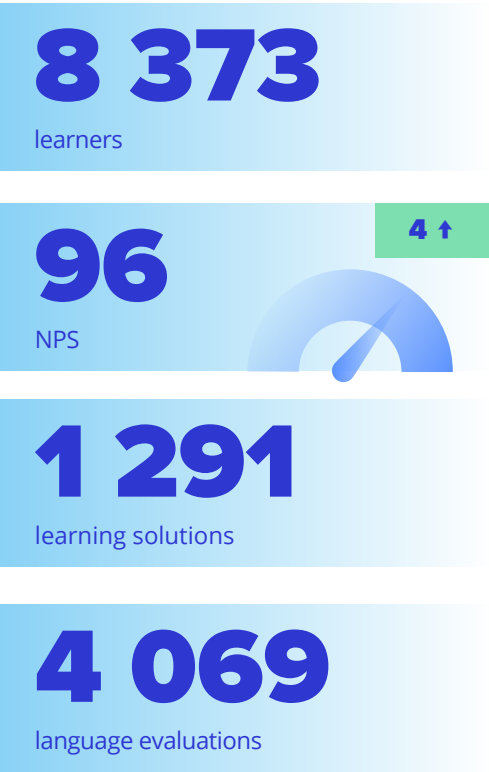 8 373
learners
4 ↑
96
NPS
1 291
learning solutions
4 069
language evaluations